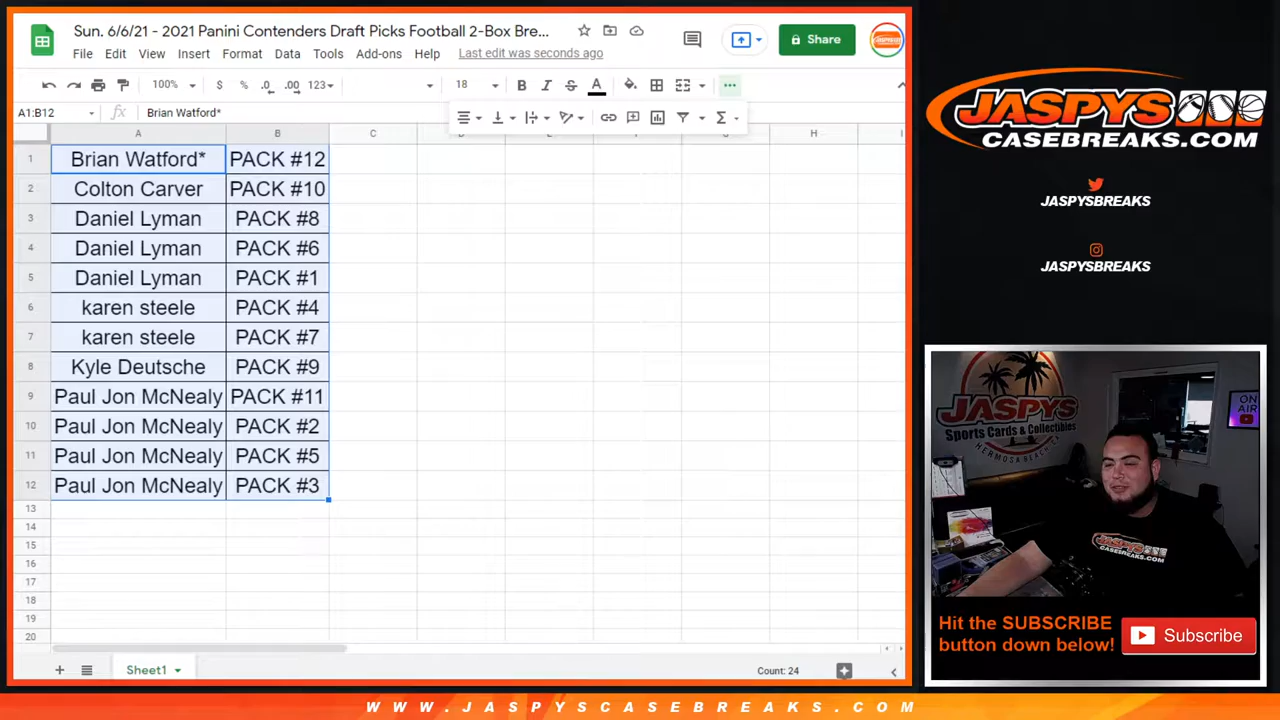 Sun. 6/6/21 - 2021 Panini Contenders Draft Picks Football 2-Box Bre...
File Edit View Insert Format Data Tools Add-ons Help Last edit was seconds ago
Share
100% $ % .0 .00 123 18 B I S A
A1:B12 fx Brian Watford*
A B C H I
1 Brian Watford* PACK #12
2 Colton Carver PACK #10
3 Daniel Lyman PACK #8
4 Daniel Lyman PACK #6
5 Daniel Lyman PACK #1
6 karen steele PACK #4
7 karen steele PACK #7
8 Kyle Deutsche PACK #9
9 Paul Jon McNealy PACK #11
10 Paul Jon McNealy PACK #2
11 Paul Jon McNealy PACK #5
12 Paul Jon McNealy PACK #3
13
14
15
16
17
18
19
20
Sheet1
Count: 24
JASPYS
CASEBREAKS.COM
JASPYSBREAKS
JASPYSBREAKS
JASPYS
Sports Cards & Collectibles
HERMOSA BEACH, CA
ON AIR
JASPYS
CASEBREAKS.COM
Hit the SUBSCRIBE
button down below!
Subscribe
WWW.JASPYSCASEBREAKS.COM